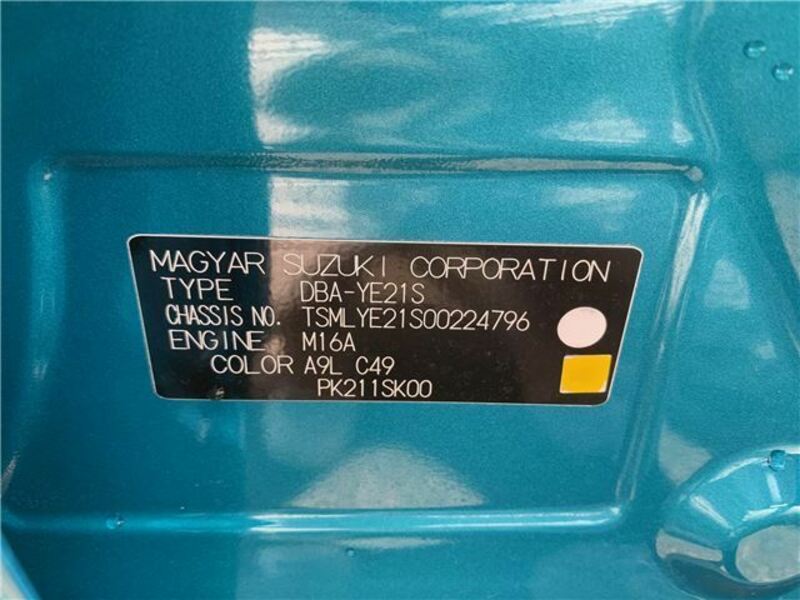 MAGYAR SUZUKI CORPORATION
TYPE DBA-YE21S
CHASSIS NO. TSMLYE21S00224796
ENGINE M16A
COLOR A9L C49
PK211SK00